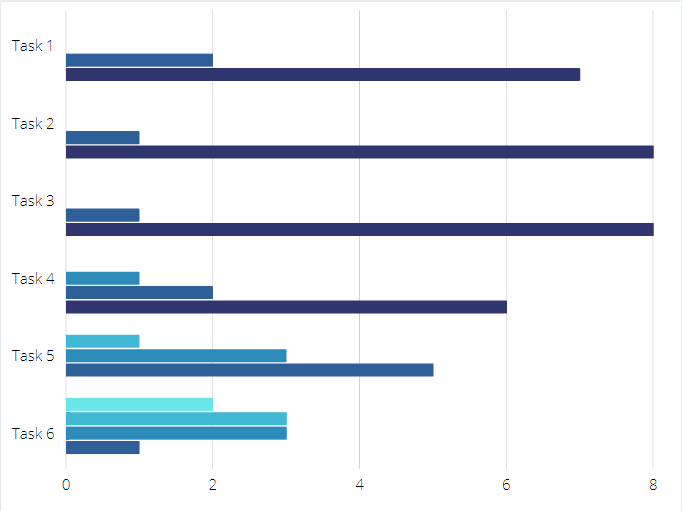 Task 1
Task 2
Task 3
Task 4
Task 5
Task 6
0 2 4 6 8